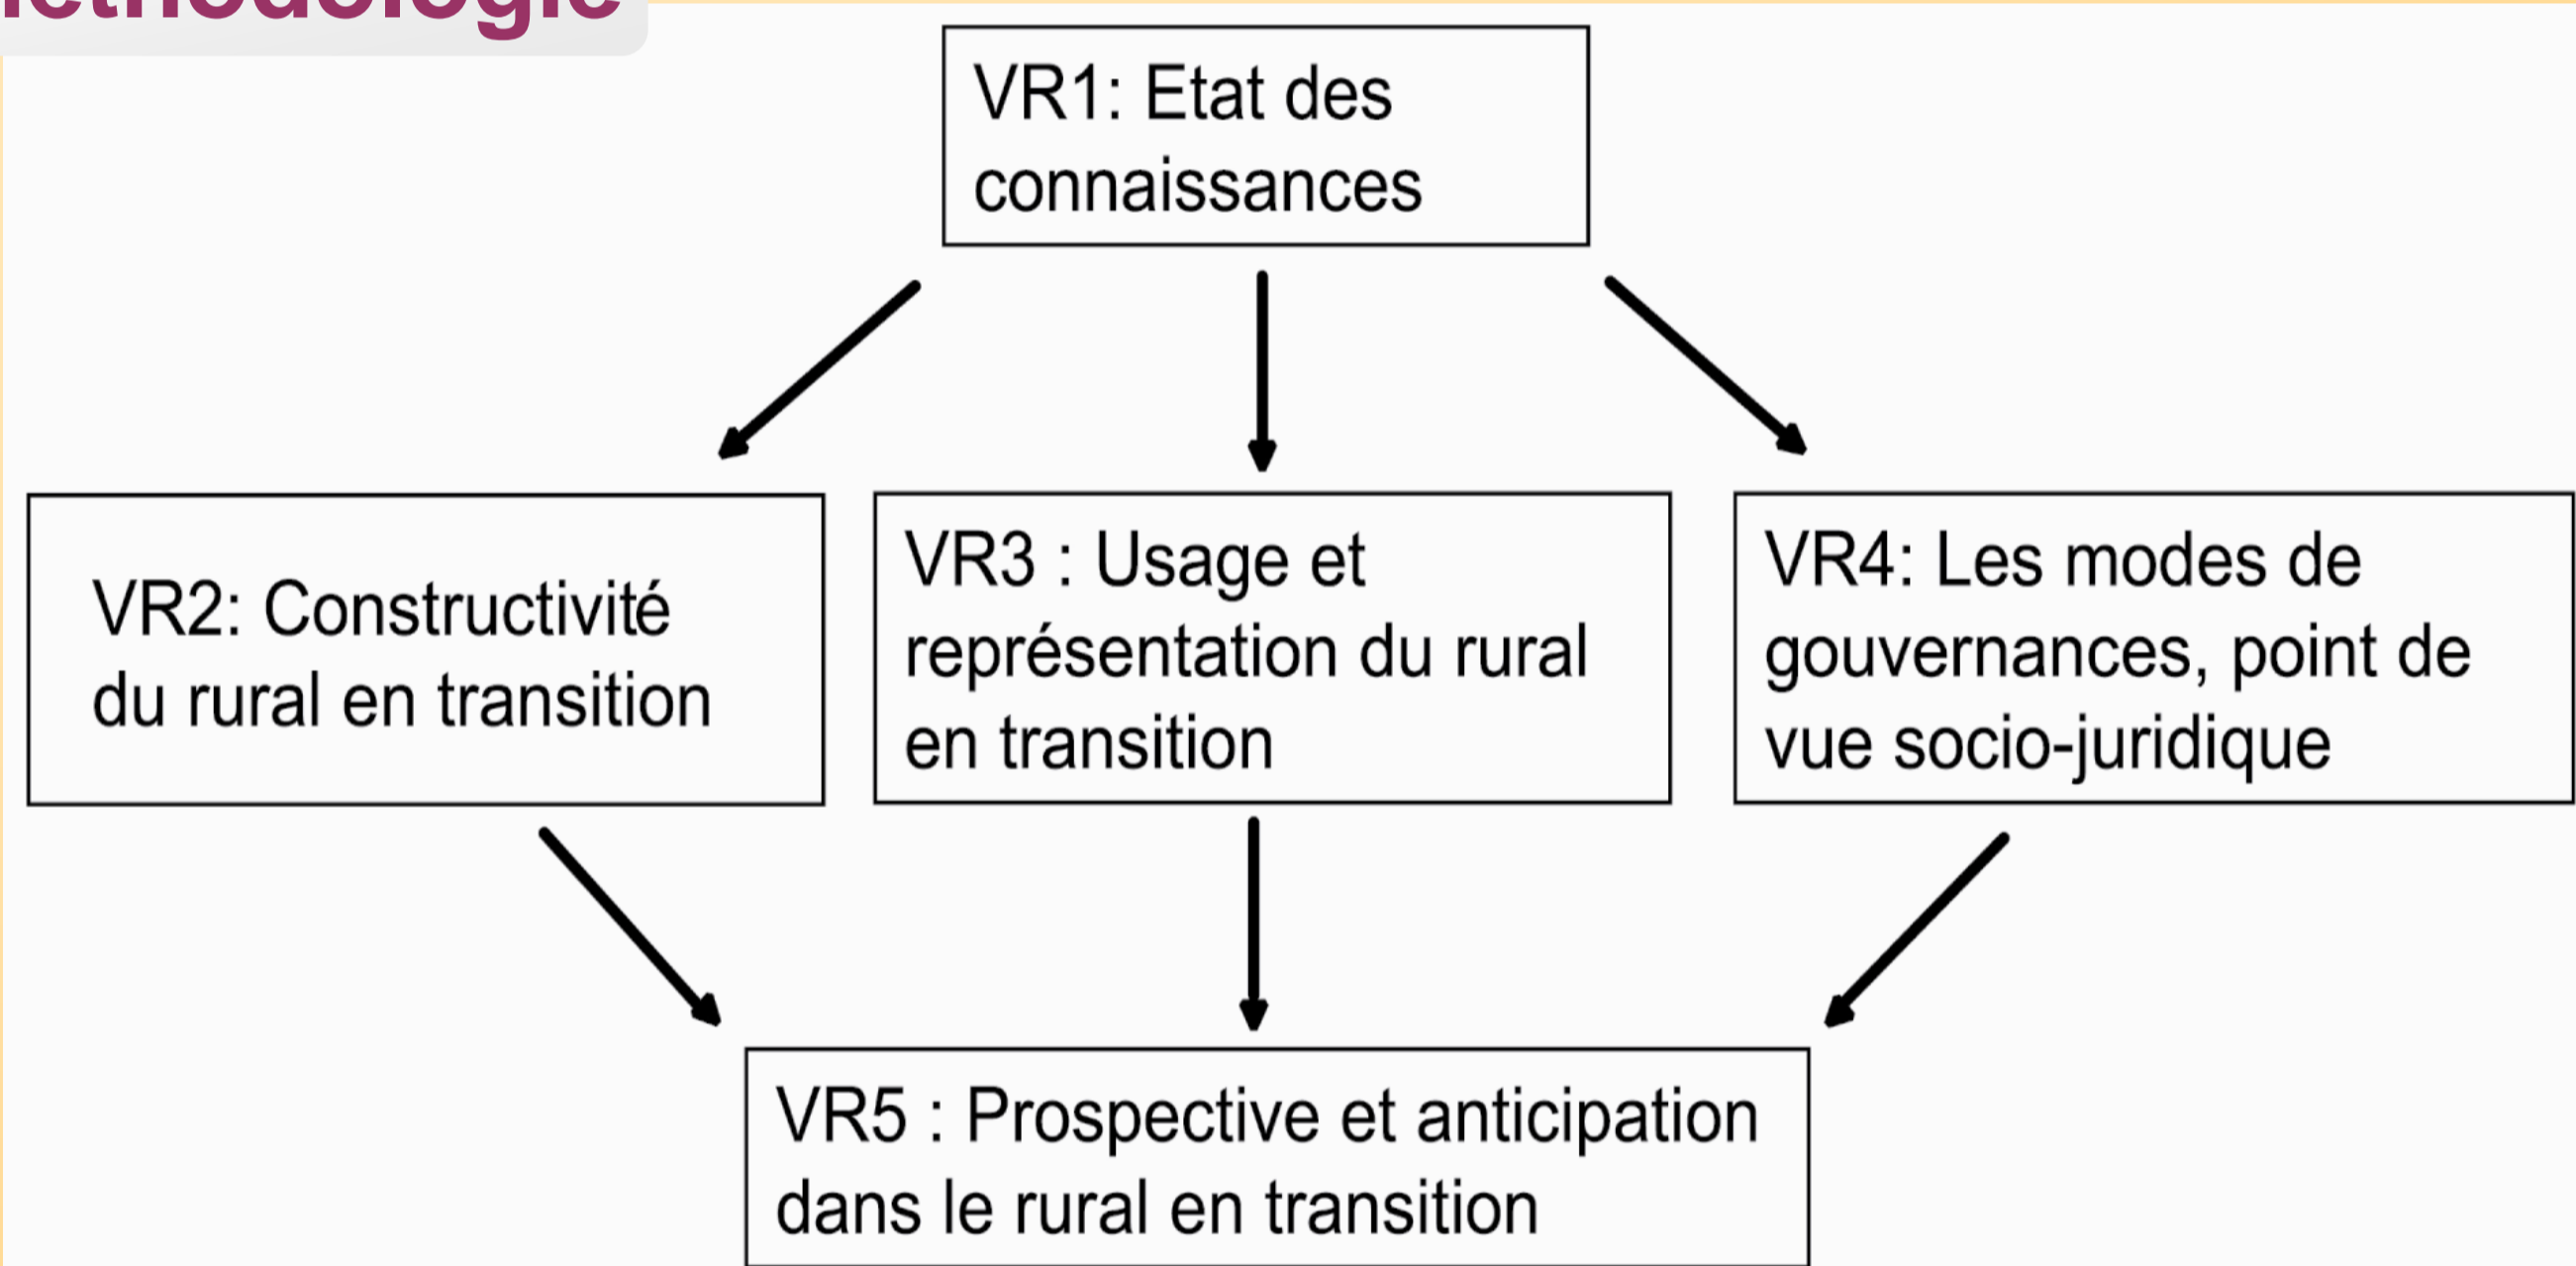 éthodologie
VR1: Etat des
connaissances
VR2: Constructivité
du rural en transition
VR3 : Usage et
représentation du rural
en transition
VR4: Les modes de
gouvernances, point de
vue socio-juridique
VR5 : Prospective et anticipation
dans le rural en transition